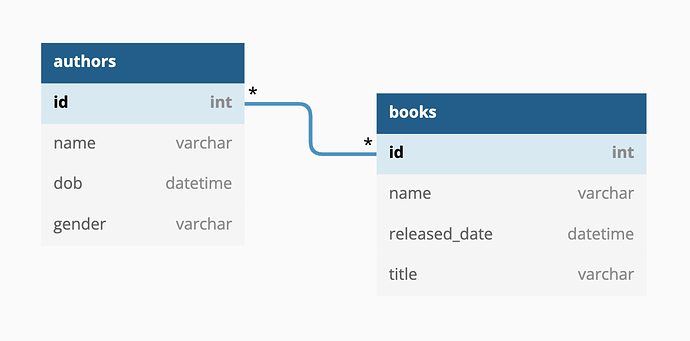 authors
id int
name varchar
dob datetime
gender varchar
*
*
books
id int
name varchar
released_date datetime
title varchar